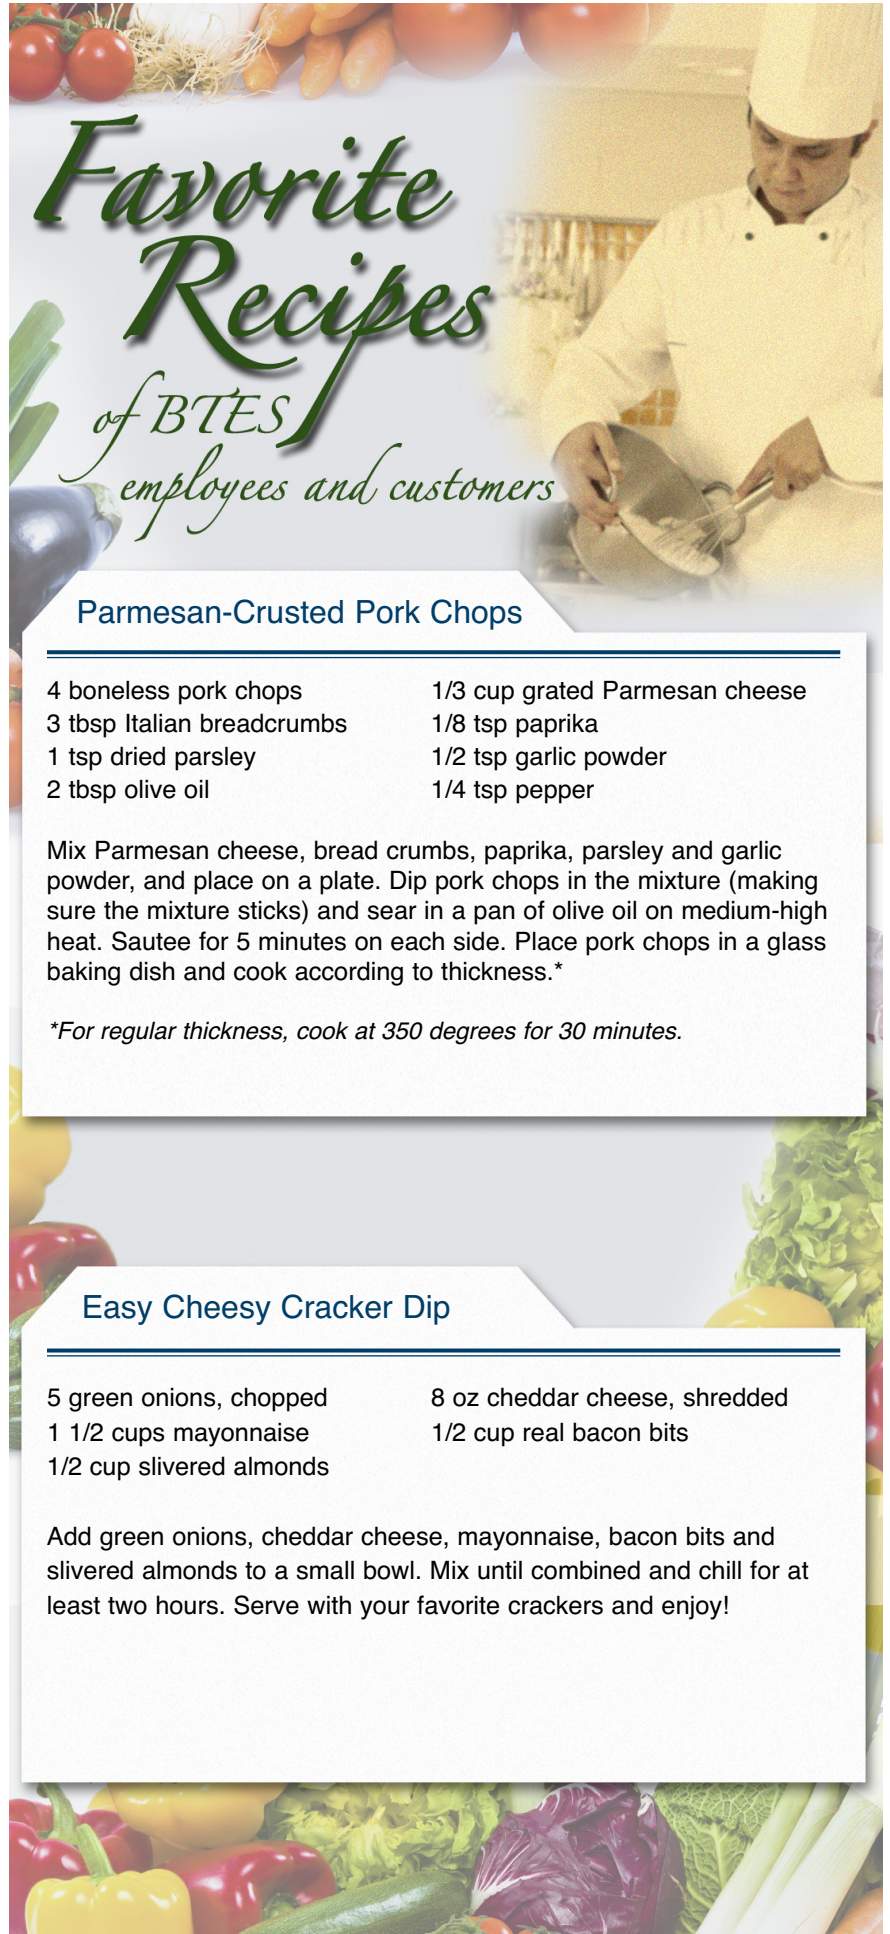 Favorite
Recipes
of BTES
employees and customers
Parmesan-Crusted Pork Chops
4 boneless pork chops
3 tbsp Italian breadcrumbs
1 tsp dried parsley
2 tbsp olive oil
1/3 cup grated Parmesan cheese
1/8 tsp paprika
1/2 tsp garlic powder
1/4 tsp pepper
Mix Parmesan cheese, bread crumbs, paprika, parsley and garlic
powder, and place on a plate. Dip pork chops in the mixture (making
sure the mixture sticks) and sear in a pan of olive oil on medium-high
heat. Sautee for 5 minutes on each side. Place pork chops in a glass
baking dish and cook according to thickness.*
*For regular thickness, cook at 350 degrees for 30 minutes.
Easy Cheesy Cracker Dip
5 green onions, chopped
1 1/2 cups mayonnaise
1/2 cup slivered almonds
8 oz cheddar cheese, shredded
1/2 cup real bacon bits
Add green onions, cheddar cheese, mayonnaise, bacon bits and
slivered almonds to a small bowl. Mix until combined and chill for at
least two hours. Serve with your favorite crackers and enjoy!